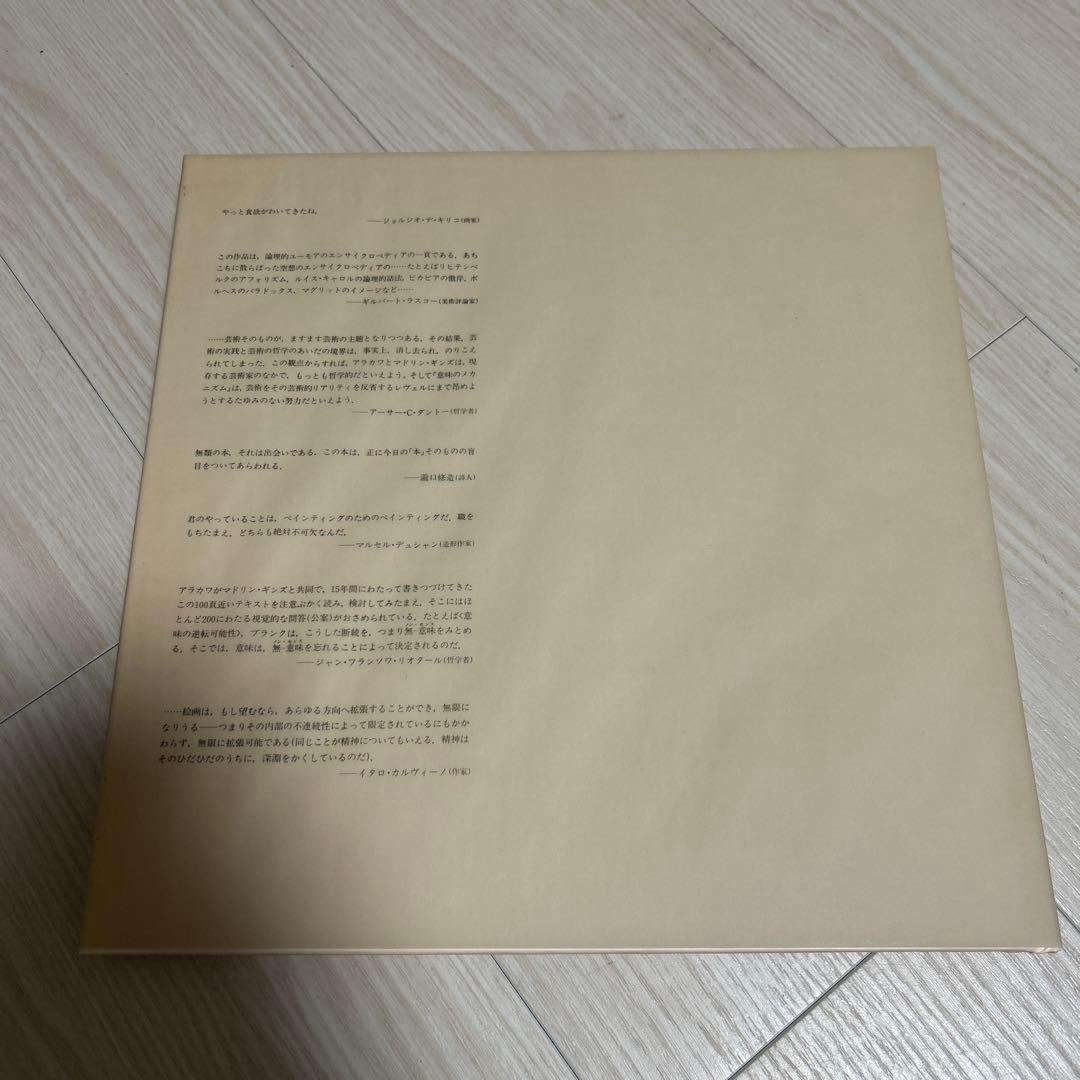 やっと食欲がわいてきたね．
——ジョルジオ・デ・キリコ(画家)
この作品は，論理的ユーモアのエンサイクロペディアの一頁である．あち
こちに散らばった空想のエンサイクロペディアの……たとえばリヒテンベ
ルクのアフォリズム，ルイス・キャロルの論理的話法，ピカビアの傲岸，ボ
ルヘスのパラドックス，マグリットのイメージなど……
——ギルバート・ラスコー(美術評論家)
……芸術そのものが，ますます芸術の主題となりつつある．その結果，芸
術の実践と芸術の哲学のあいだの境界は，事実上，消し去られ，のりこえ
られてしまった．この観点からすれば，アラカワとマドリン・ギンズは，現
存する芸術家のなかで，もっとも哲学的だといえよう．そして『意味のメカ
ニズム』は，芸術をその芸術的リアリティを反省するレヴェルにまで昂めよ
うとするたゆみのない努力だといえよう．
——アーサー・C・ダントー(哲学者)
無類の本，それは出会いである．この本は，正に今日の「本」そのものの盲
目をついてあらわれる．
——瀧口修造(詩人)
君のやっていることは，ペインティングのためのペインティングだ．職を
もちたまえ．どちらも絶対不可欠なんだ．
——マルセル・デュシャン(造形作家)
アラカワがマドリン・ギンズと共同で，15年間にわたって書きつづけてきた
この100頁近いテキストを注意ぶかく読み，検討してみたまえ．そこにはほ
とんど200にわたる視覚的な問答(公案)がおさめられている．たとえば〈意
味の逆転可能性〉，ブランクは，こうした断続を，つまり無-意味をみとめ
る．そこでは，意味は，無-意味を忘れることによって決定されるのだ．
——ジャン・フランソワ・リオタール(哲学者)
……絵画は，もし望むなら，あらゆる方向へ拡張することができ，無限に
なりうる——つまりその内部の不連続性によって限定されているにもかか
わらず，無限に拡張可能である(同じことが精神についてもいえる．精神は
そのひだひだのうちに，深淵をかくしているのだ)．
——イタロ・カルヴィーノ(作家)